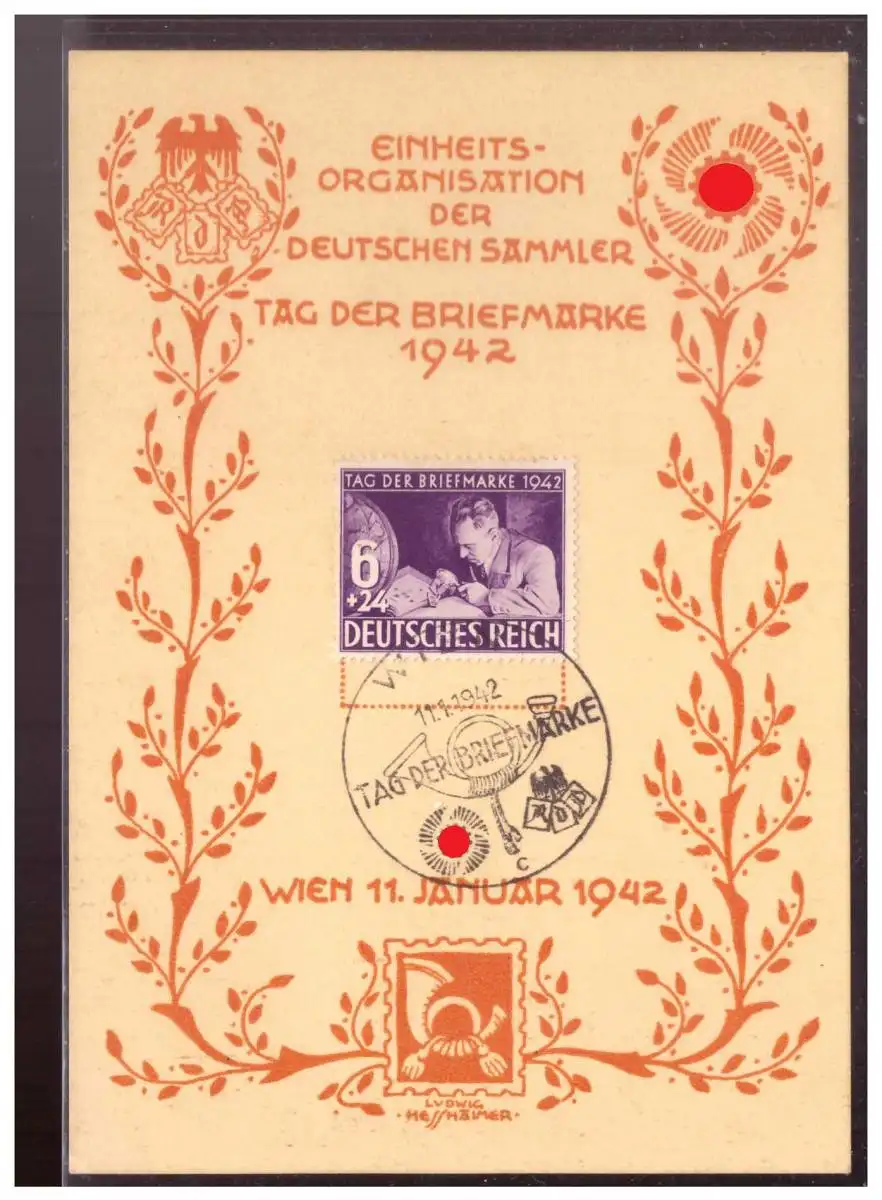 EINHEITS-
ORGANISATION
DER
DEUTSCHEN SAMMLER
R D P
TAG DER BRIEFMARKE
1942
TAG DER BRIEFMARKE 1942
6
+24
DEUTSCHES REICH
WIEN
11.1.1942
TAG DER BRIEFMARKE
R D P
C
WIEN 11. JANUAR 1942
LUDWIG
·HESSHAIMER·